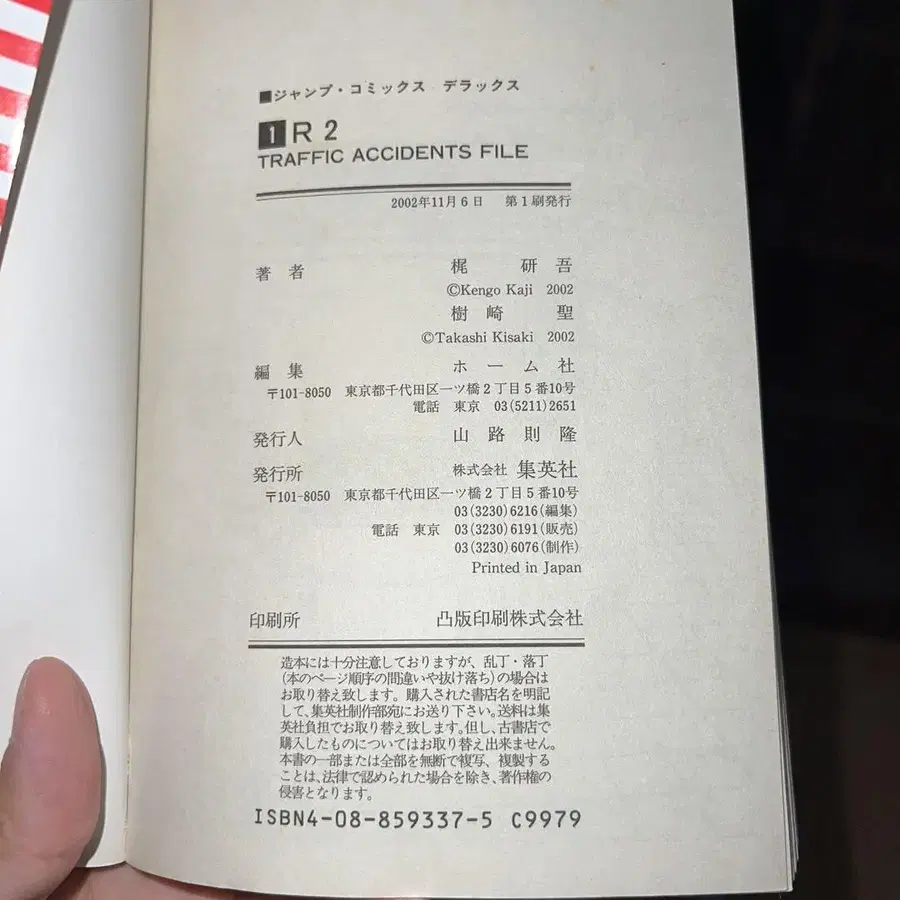 ■ジャンプ・コミックス デラックス
1 R 2
TRAFFIC ACCIDENTS FILE
2002年11月6日 第1刷発行
著者 梶 研吾
©Kengo Kaji 2002
樹崎 聖
©Takashi Kisaki 2002
編集 ホーム社
〒101-8050 東京都千代田区一ツ橋2丁目5番10号
電話 東京 03(5211)2651
発行人 山路則隆
発行所 株式会社 集英社
〒101-8050 東京都千代田区一ツ橋2丁目5番10号
03(3230)6216(編集)
電話 東京 03(3230)6191(販売)
03(3230)6076(制作)
Printed in Japan
印刷所 凸版印刷株式会社
造本には十分注意しておりますが、乱丁・落丁
(本のページ順序の間違いや抜け落ち)の場合は
お取り替え致します。購入された書店名を明記
して、集英社制作部宛にお送り下さい。送料は集
英社負担でお取り替え致します。但し、古書店で
購入したものについてはお取り替え出来ません。
本書の一部または全部を無断で複写、複製する
ことは、法律で認められた場合を除き、著作権の
侵害となります。
ISBN4-08-859337-5 C9979